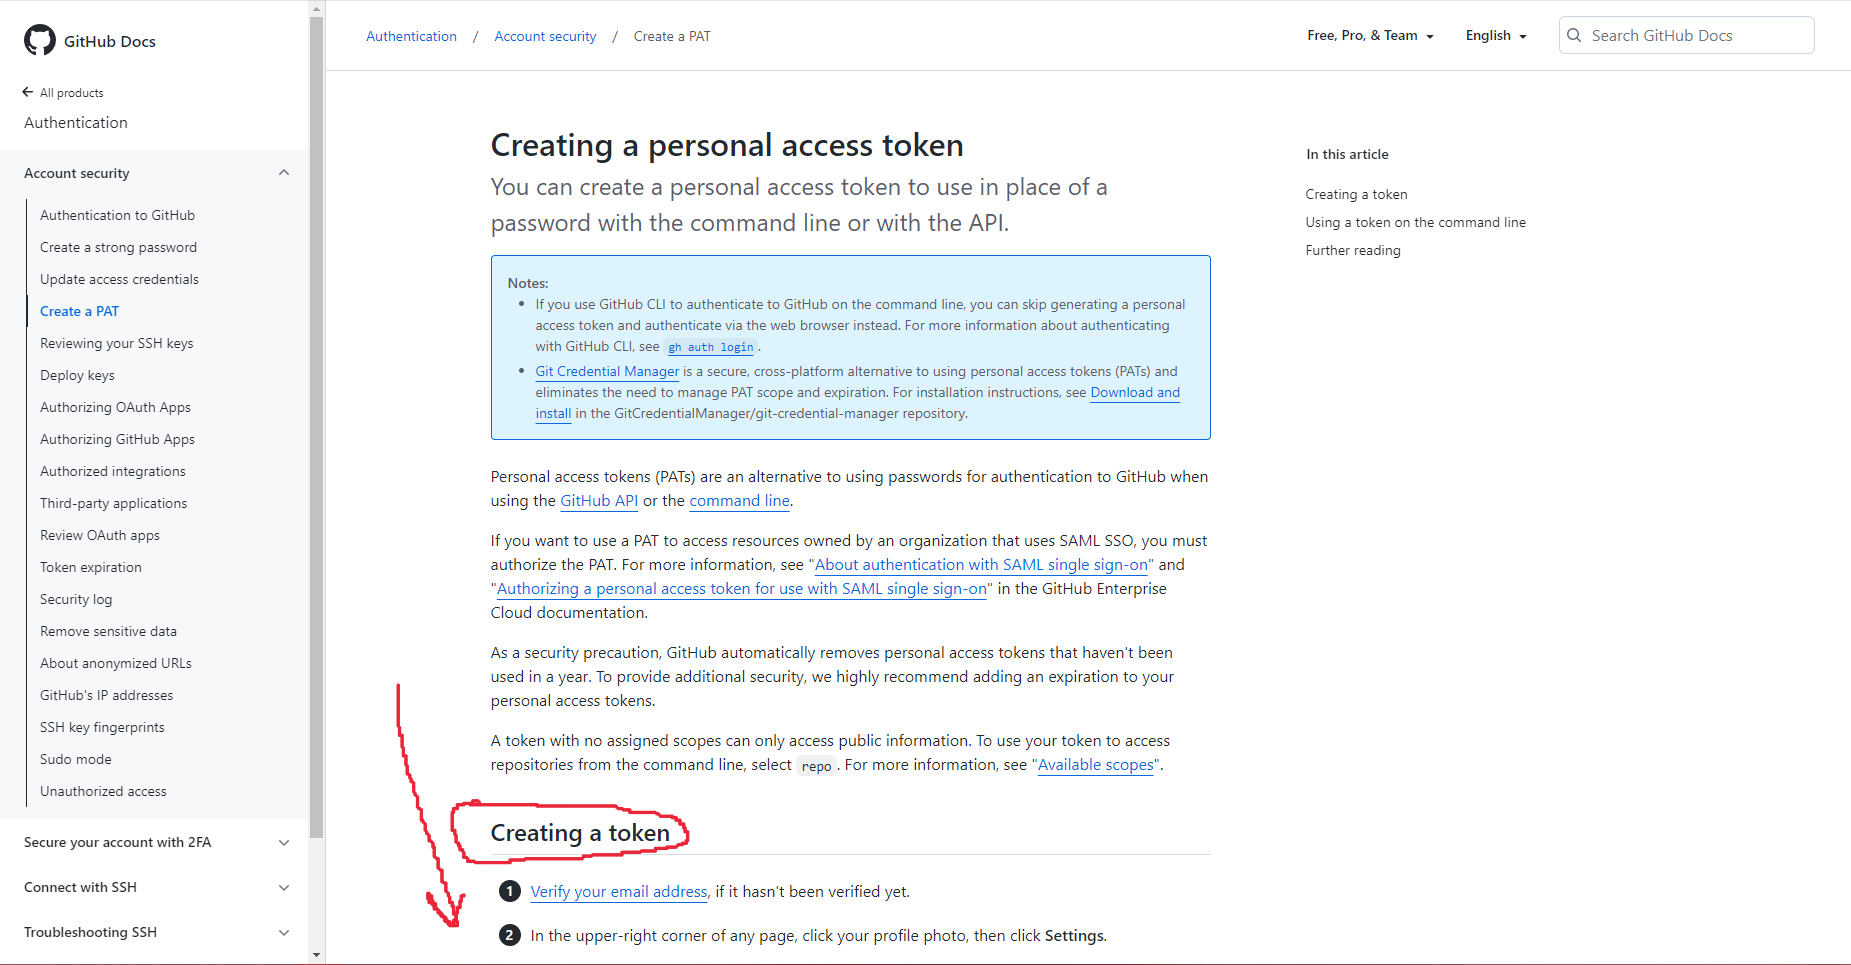 GitHub Docs
All products
Authentication
Account security
Authentication to GitHub
Create a strong password
Update access credentials
Create a PAT
Reviewing your SSH keys
Deploy keys
Authorizing OAuth Apps
Authorizing GitHub Apps
Authorized integrations
Third-party applications
Review OAuth apps
Token expiration
Security log
Remove sensitive data
About anonymized URLs
GitHub's IP addresses
SSH key fingerprints
Sudo mode
Unauthorized access
Secure your account with 2FA
Connect with SSH
Troubleshooting SSH
Authentication / Account security / Create a PAT
Free, Pro, & Team
English
Search GitHub Docs
Creating a personal access token
You can create a personal access token to use in place of a
password with the command line or with the API.
Notes:
• If you use GitHub CLI to authenticate to GitHub on the command line, you can skip generating a personal
access token and authenticate via the web browser instead. For more information about authenticating
with GitHub CLI, see gh auth login.
• Git Credential Manager is a secure, cross-platform alternative to using personal access tokens (PATs) and
eliminates the need to manage PAT scope and expiration. For installation instructions, see Download and
install in the GitCredentialManager/git-credential-manager repository.
Personal access tokens (PATs) are an alternative to using passwords for authentication to GitHub when
using the GitHub API or the command line.
If you want to use a PAT to access resources owned by an organization that uses SAML SSO, you must
authorize the PAT. For more information, see "About authentication with SAML single sign-on" and
"Authorizing a personal access token for use with SAML single sign-on" in the GitHub Enterprise
Cloud documentation.
As a security precaution, GitHub automatically removes personal access tokens that haven't been
used in a year. To provide additional security, we highly recommend adding an expiration to your
personal access tokens.
A token with no assigned scopes can only access public information. To use your token to access
repositories from the command line, select repo. For more information, see "Available scopes".
Creating a token
1 Verify your email address, if it hasn't been verified yet.
2 In the upper-right corner of any page, click your profile photo, then click Settings.
In this article
Creating a token
Using a token on the command line
Further reading